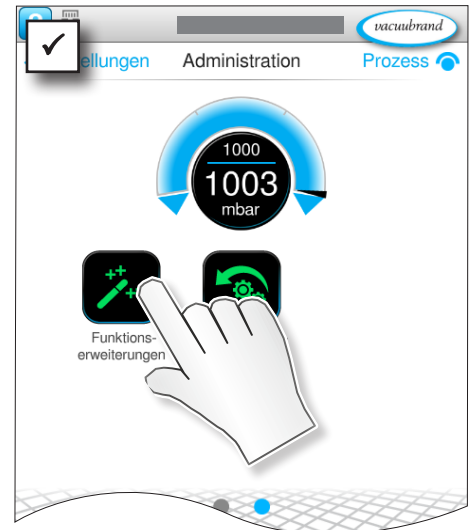 vacuubrand
ellungen Administration Prozess
1000
1003
mbar
Funktions-
erweiterungen